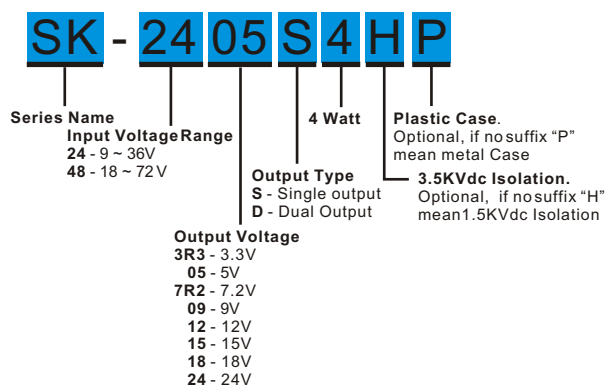 SK - 24 05 S 4 H P
Series Name
Input Voltage Range
24 - 9 ~ 36V
48 - 18 ~ 72 V
4 Watt
Plastic Case.
Optional, if no suffix “P”
mean metal Case
Output Type
S - Single output
D - Dual Output
3.5KVdc Isolation.
Optional, if no suffix “H”
mean1.5KVdc Isolation
Output Voltage
3R3 - 3.3V
05 - 5V
7R2 - 7.2V
09 - 9V
12 - 12V
15 - 15V
18 - 18V
24 - 24V